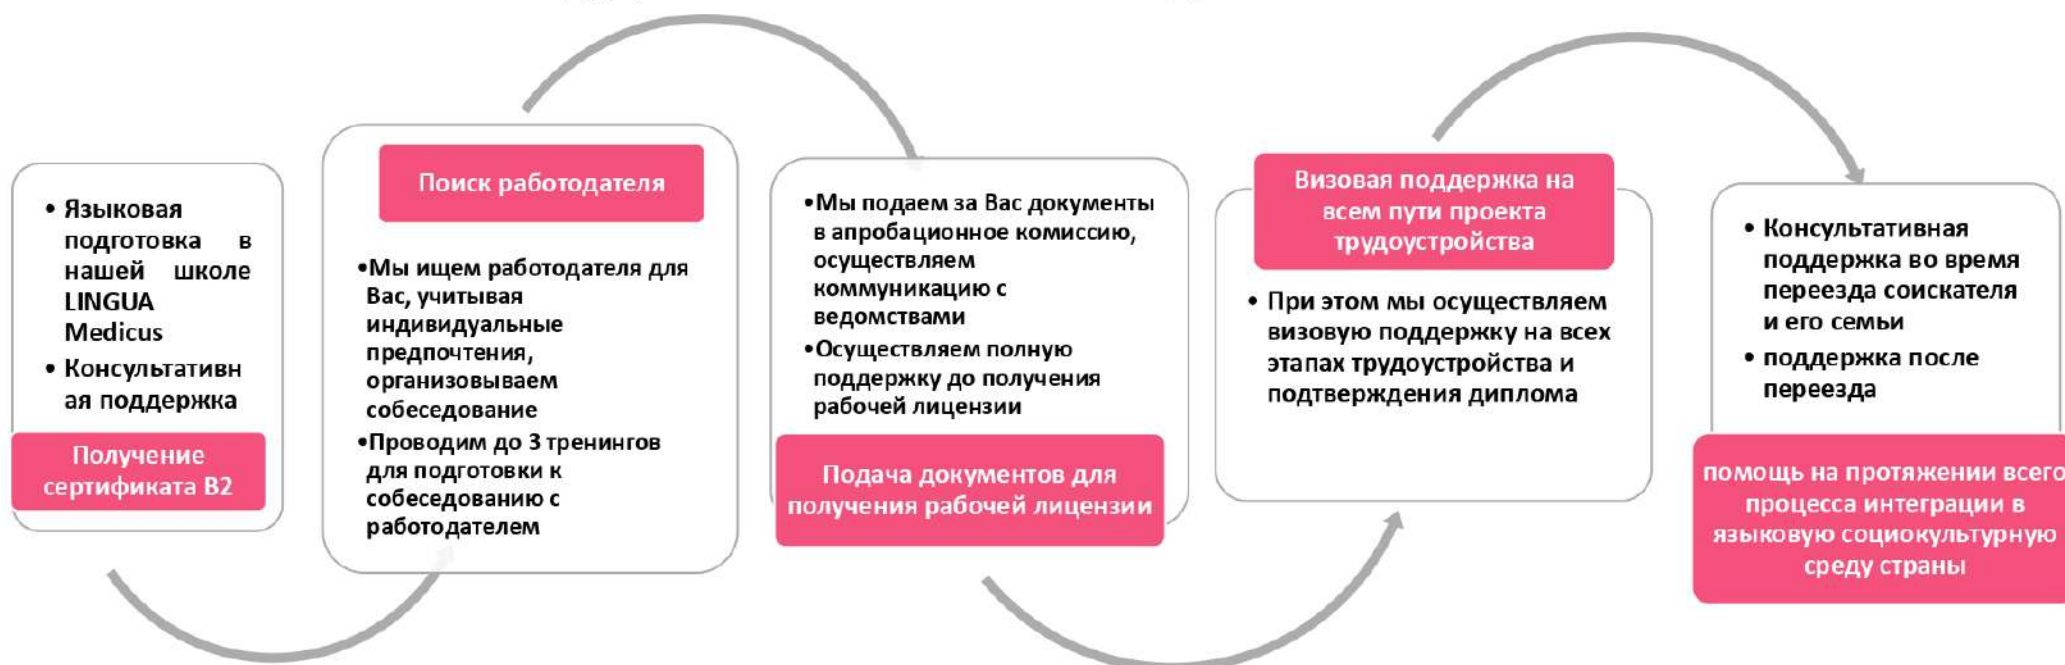 • Языковая
подготовка в
нашей школе
LINGUA
Medicus
• Консультативн
ая поддержка
Получение
сертификата В2
Поиск работодателя
•Мы ищем работодателя для
Вас, учитывая
индивидуальные
предпочтения,
организовываем
собеседование
•Проводим до 3 тренингов
для подготовки к
собеседованию с
работодателем
•Мы подаем за Вас документы
в апробационное комиссию,
осуществляем
коммуникацию с
ведомствами
•Осуществляем полную
поддержку до получения
рабочей лицензии
Подача документов для
получения рабочей лицензии
Визовая поддержка на
всем пути проекта
трудоустройства
• При этом мы осуществляем
визовую поддержку на всех
этапах трудоустройства и
подтверждения диплома
• Консультативная
поддержка во время
переезда соискателя
и его семьи
• поддержка после
переезда
помощь на протяжении всего
процесса интеграции в
языковую социокультурную
среду страны